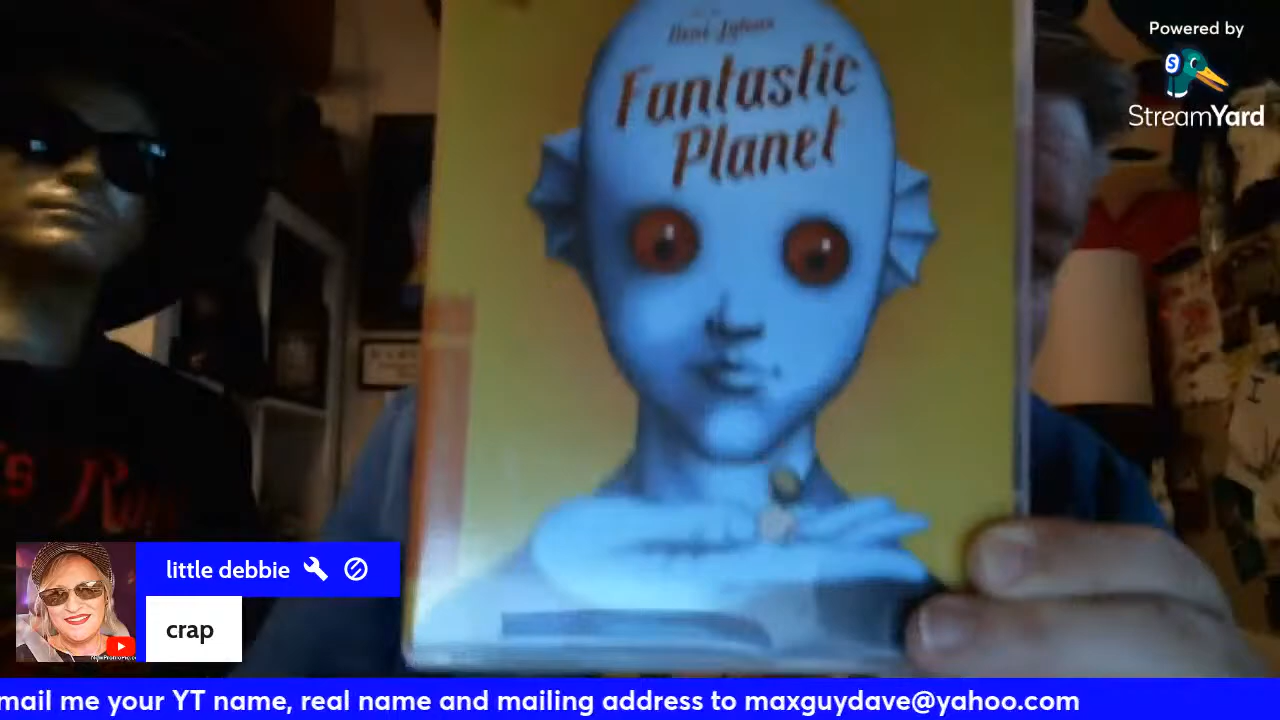 Powered by
StreamYard
Fantastic
Planet
little debbie
crap
mail me your YT name, real name and mailing address to maxguydave@yahoo.com